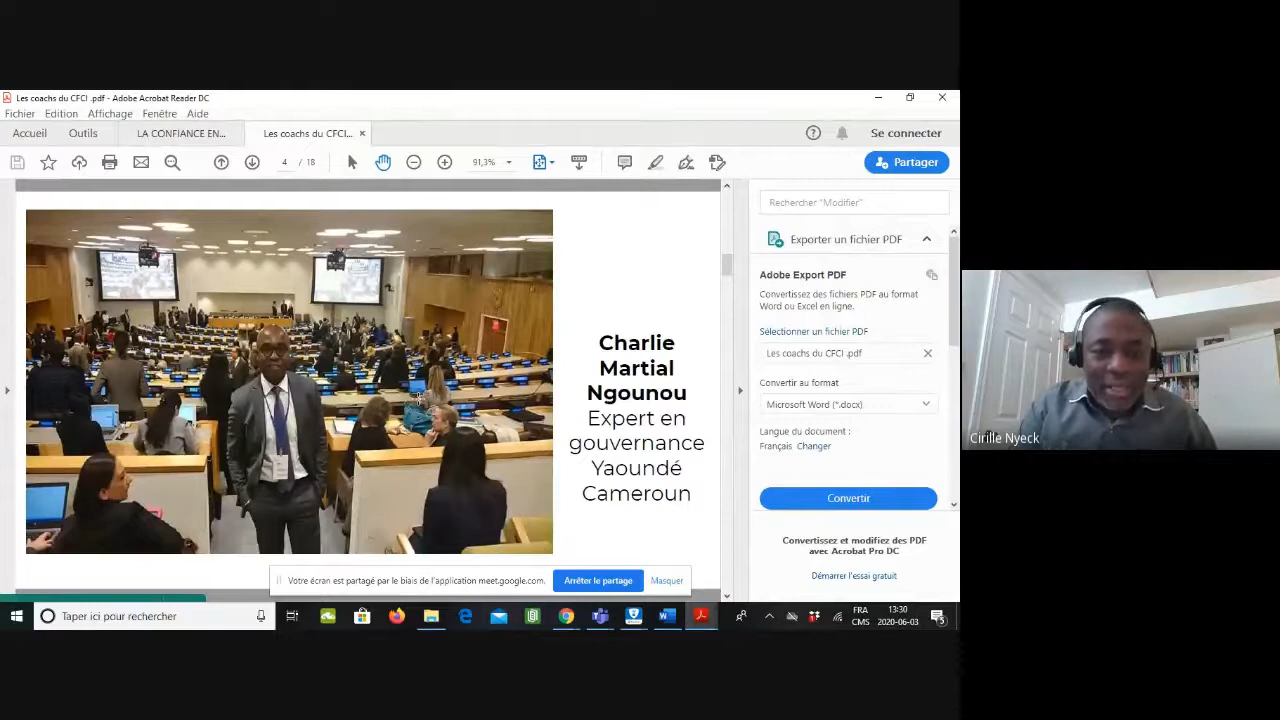 Les coachs du CFCI .pdf - Adobe Acrobat Reader DC
Fichier Edition Affichage Fenêtre Aide
Accueil Outils LA CONFIANCE EN... Les coachs du CFCI... × Se connecter
4 / 18 91,3% Partager
Rechercher "Modifier"
Exporter un fichier PDF
Adobe Export PDF
Convertissez des fichiers PDF au format
Word ou Excel en ligne.
Sélectionner un fichier PDF
Les coachs du CFCI .pdf
Convertir au format
Microsoft Word (*.docx)
Langue du document :
Français Changer
Convertir
Convertissez et modifiez des PDF
avec Acrobat Pro DC
Démarrer l'essai gratuit
Charlie
Martial
Ngounou
Expert en
gouvernance
Yaoundé
Cameroun
Cirille Nyeck
Votre écran est partagé par le biais de l'application meet.google.com. Arrêter le partage Masquer
Taper ici pour rechercher
FRA
CMS
13:30
2020-06-03
5